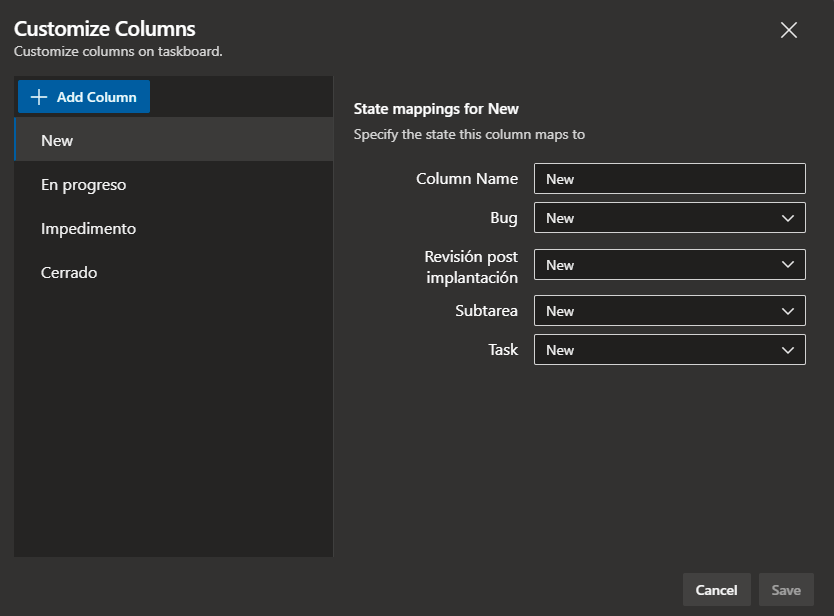 Customize Columns
Customize columns on taskboard.
Add Column
New
En progreso
Impedimento
Cerrado
State mappings for New
Specify the state this column maps to
Column Name New
Bug New
Revisión post
implantación New
Subtarea New
Task New
Cancel Save